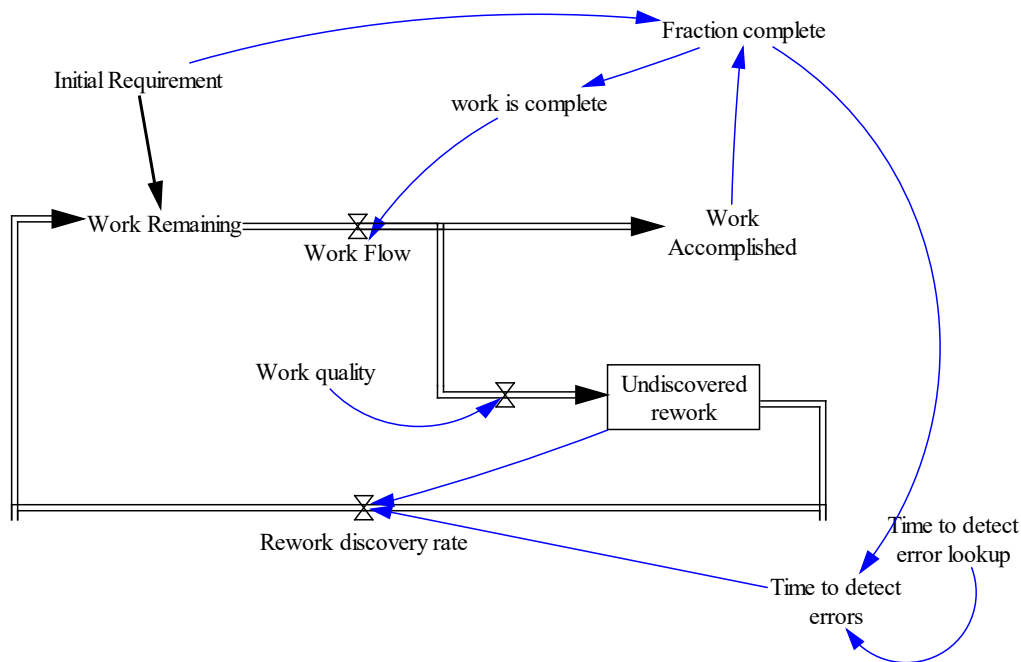 Fraction complete
Initial Requirement
work is complete
Work Remaining
Work
Accomplished
Work Flow
Work quality
Undiscovered
rework
Rework discovery rate
Time to detect
error lookup
Time to detect
errors